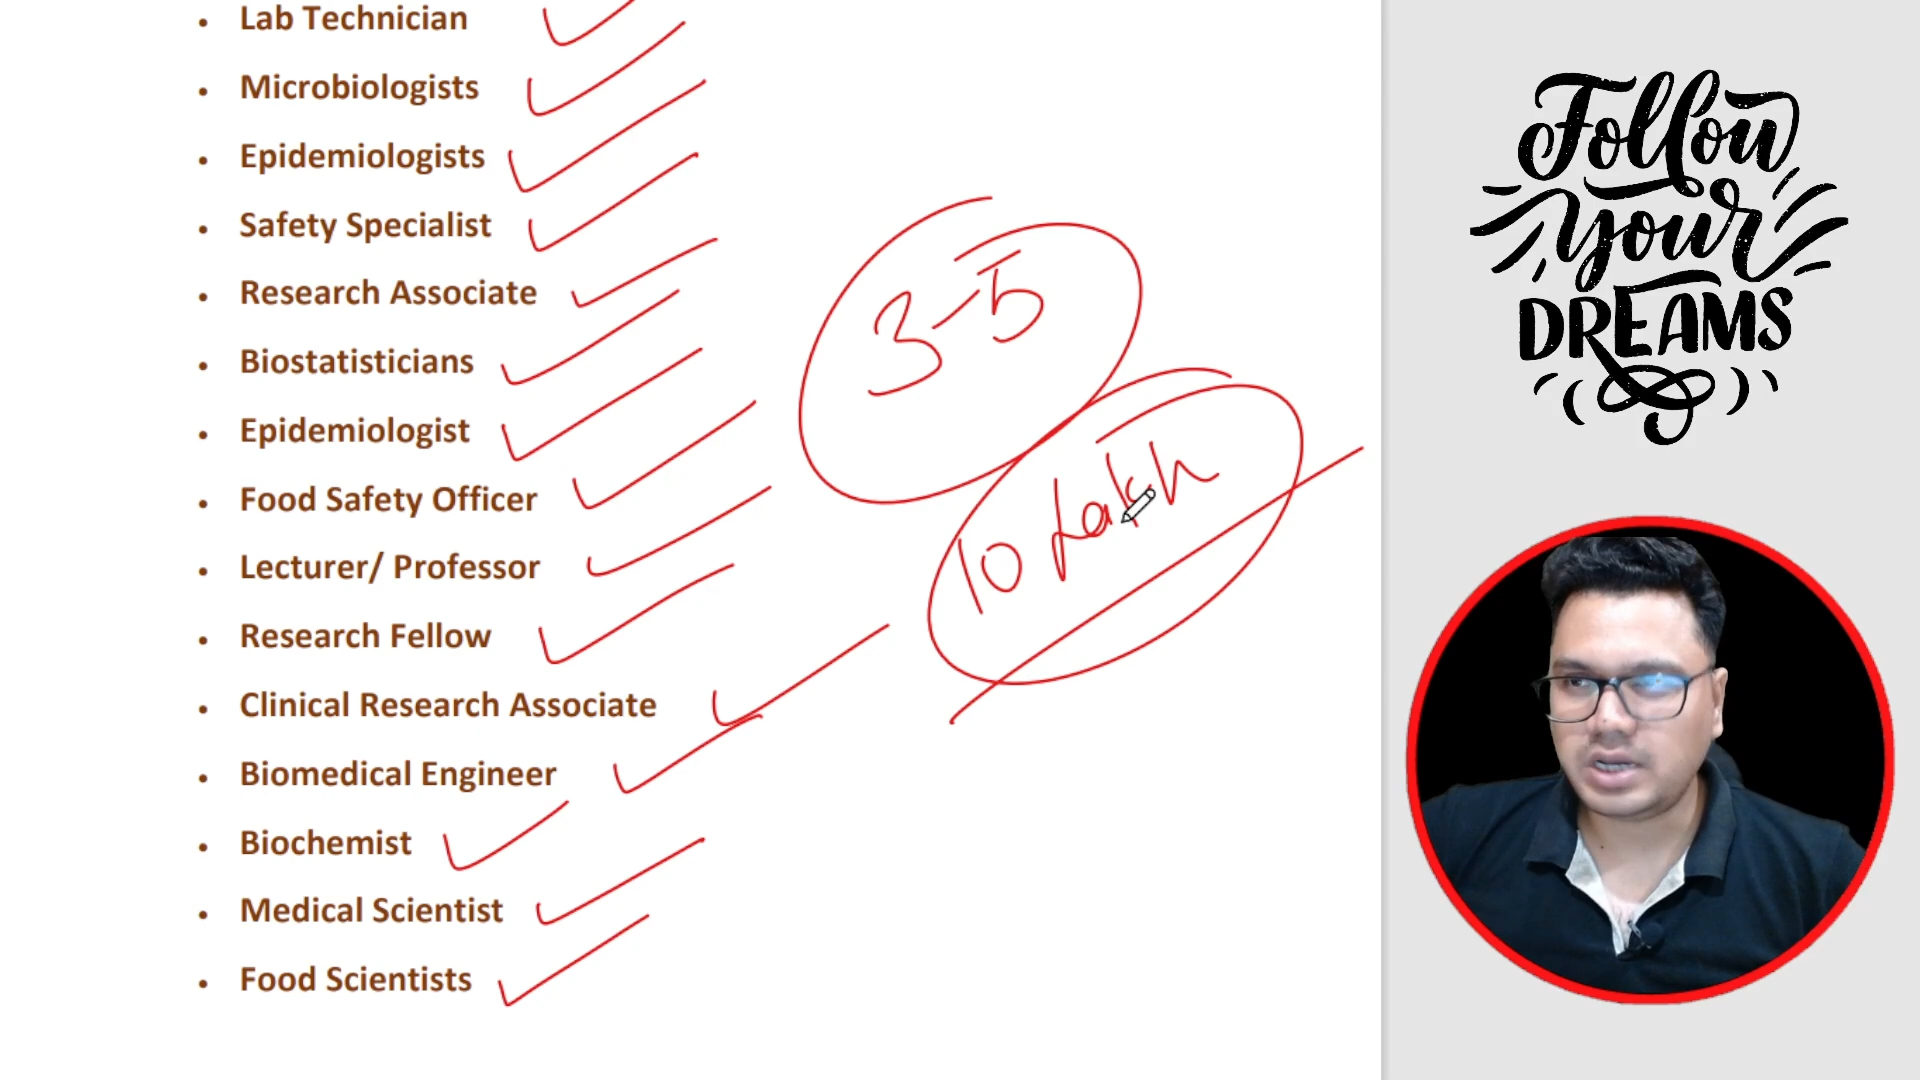 Lab Technician
Microbiologists
Epidemiologists
Safety Specialist
Research Associate
Biostatisticians
Epidemiologist
Food Safety Officer
Lecturer/ Professor
Research Fellow
Clinical Research Associate
Biomedical Engineer
Biochemist
Medical Scientist
Food Scientists
3-5
10 Lakh
Follow
your
DREAMS